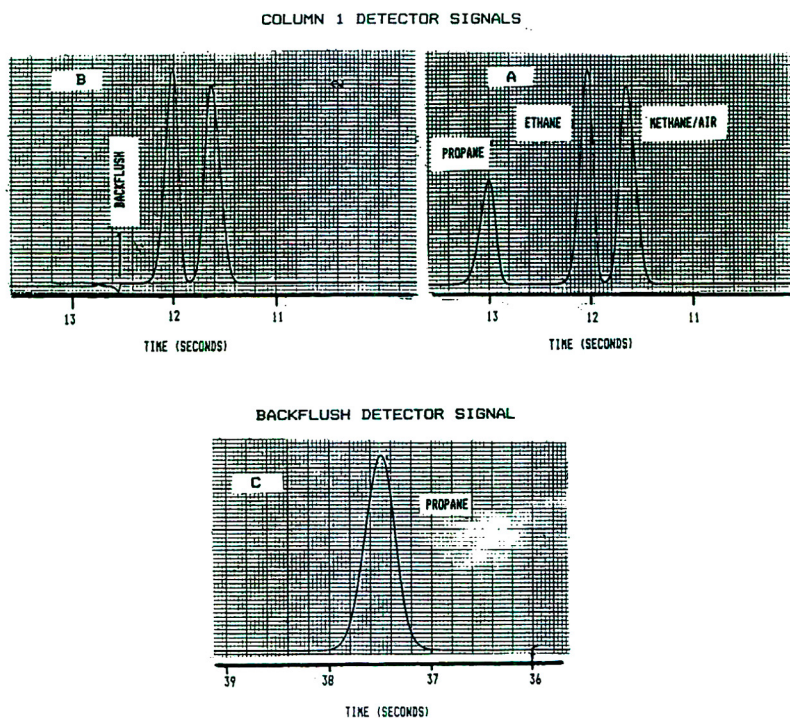 COLUMN 1 DETECTOR SIGNALS
B
BACKFLUSH
13 12 11
TIME (SECONDS)
A
PROPANE
ETHANE
METHANE/AIR
13 12 11
TIME (SECONDS)
BACKFLUSH DETECTOR SIGNAL
C
PROPANE
39 38 37 36
TIME (SECONDS)